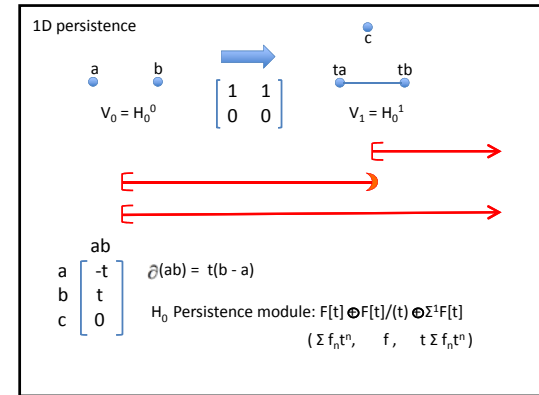 1D persistence
c
a b
ta tb
1 1
0 0
V₀ = H₀⁰
V₁ = H₀¹
ab
a -t
b t
c 0
∂(ab) = t(b - a)
H₀ Persistence module: F[t] ⊕F[t]/(t) ⊕Σ¹F[t]
( Σ fₙtⁿ, f , t Σ fₙtⁿ )